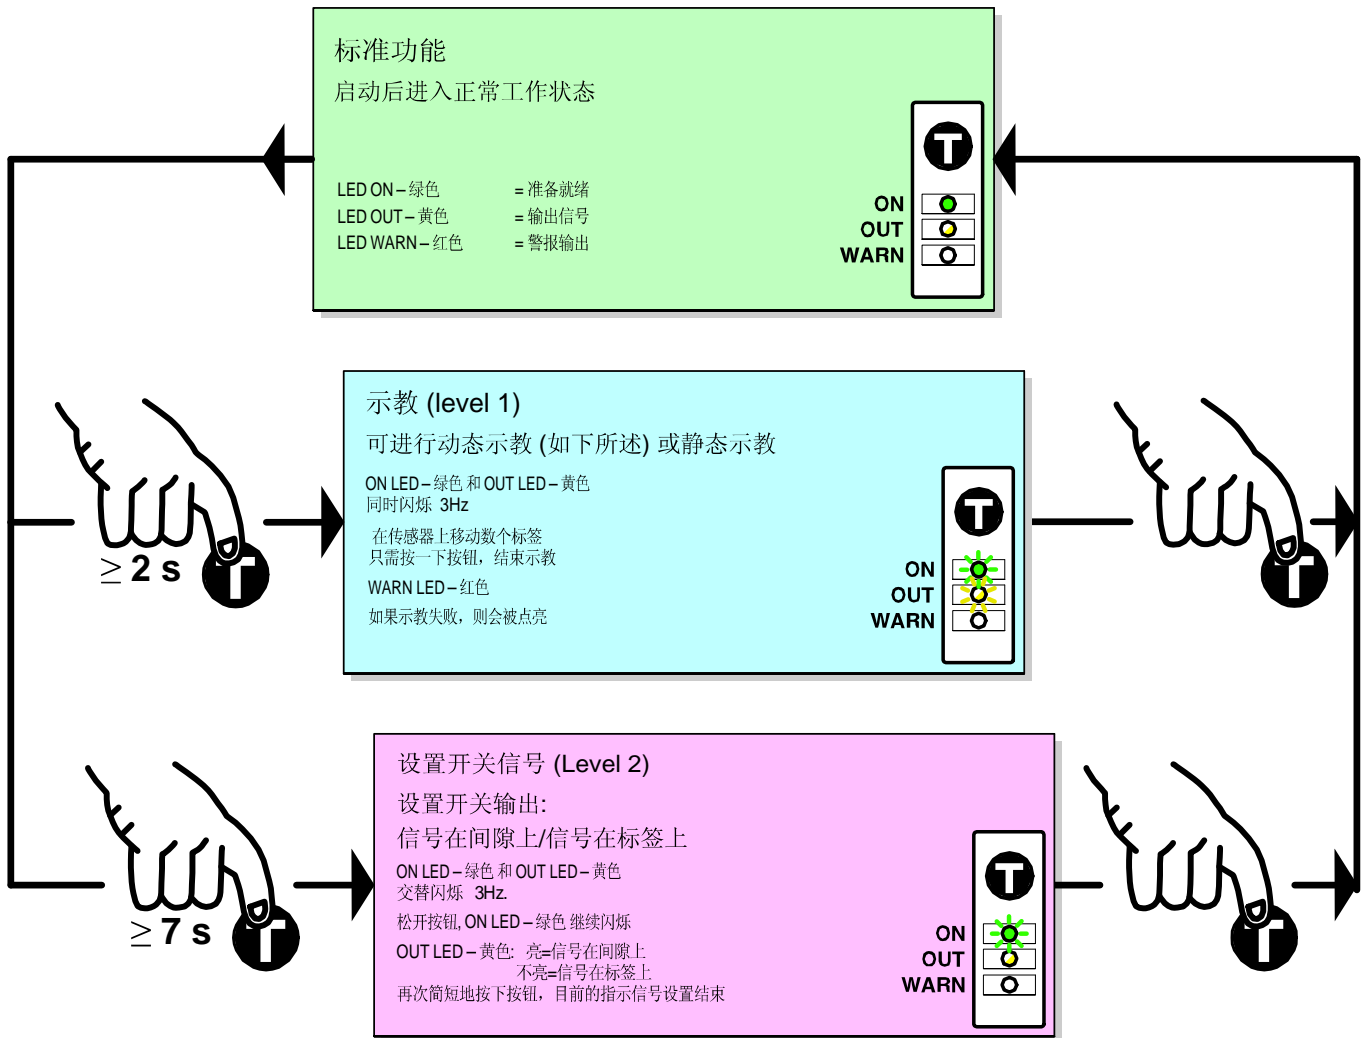 标准功能
启动后进入正常工作状态
LED ON – 绿色 = 准备就绪
LED OUT – 黄色 = 输出信号
LED WARN – 红色 = 警报输出
T
ON
OUT
WARN
示教 (level 1)
可进行动态示教 (如下所述) 或静态示教
ON LED – 绿色 和 OUT LED – 黄色
同时闪烁 3Hz
在传感器上移动数个标签
只需按一下按钮，结束示教
WARN LED – 红色
如果示教失败，则会被点亮
T
ON
OUT
WARN
≥ 2 s
T
T
设置开关信号 (Level 2)
设置开关输出:
信号在间隙上/信号在标签上
ON LED – 绿色 和 OUT LED – 黄色
交替闪烁 3Hz.
松开按钮, ON LED – 绿色 继续闪烁
OUT LED – 黄色: 亮=信号在间隙上
不亮=信号在标签上
再次简短地按下按钮，目前的指示信号设置结束
T
ON
OUT
WARN
≥ 7 s
T
T